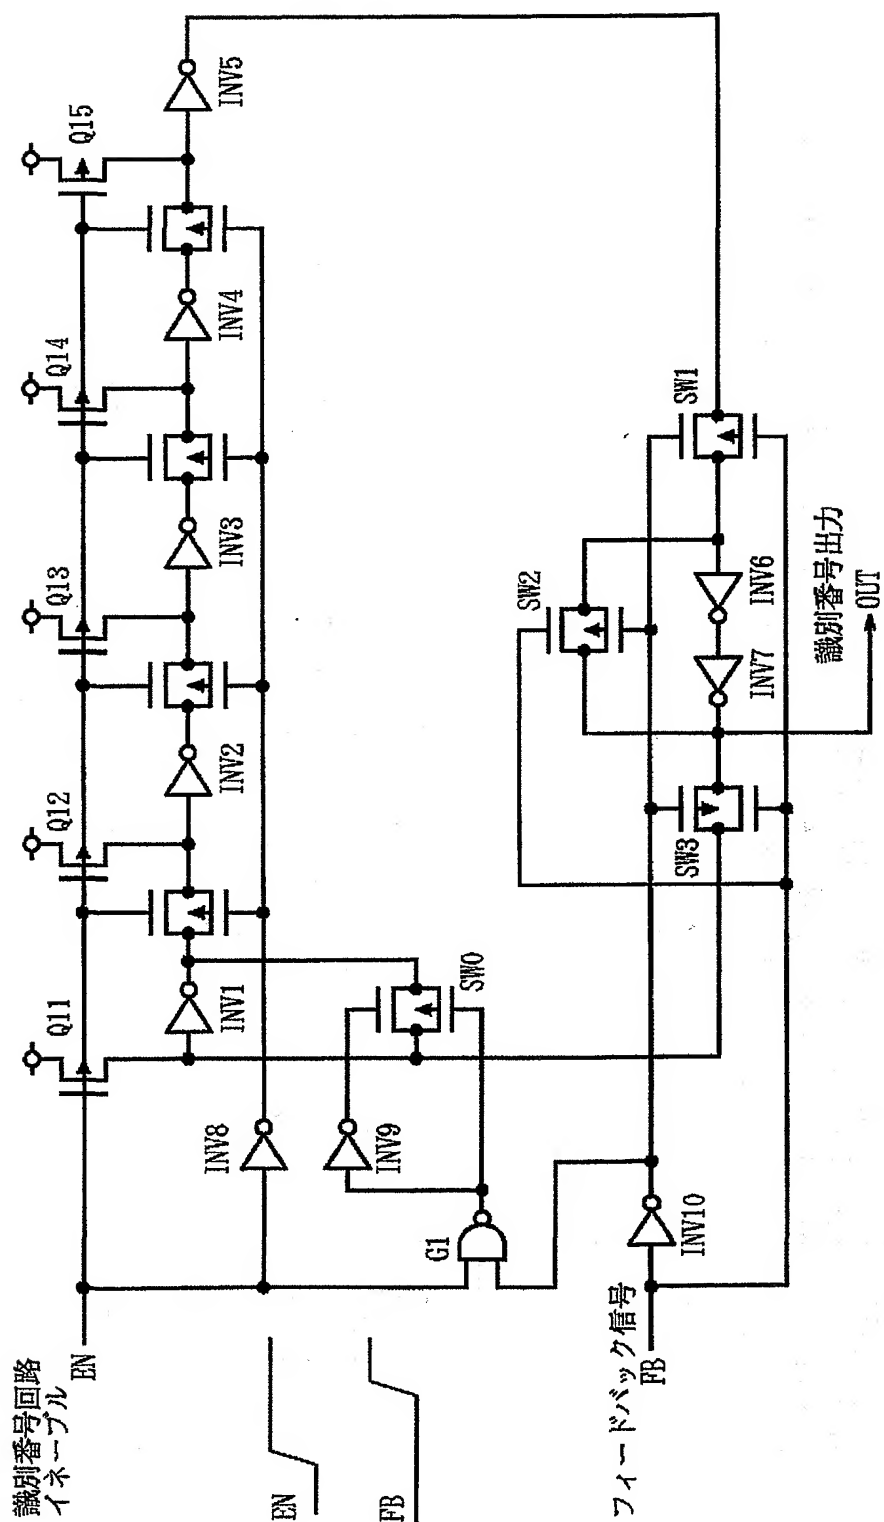 識別番号回路
イネーブル
EN
Q11
Q12
Q13
Q14
Q15
INV1
INV2
INV3
INV4
INV5
INV8
INV9
SW0
G1
EN
FB
フィードバック信号
FB
INV10
SW3
SW2
SW1
INV7
INV6
識別番号出力
OUT